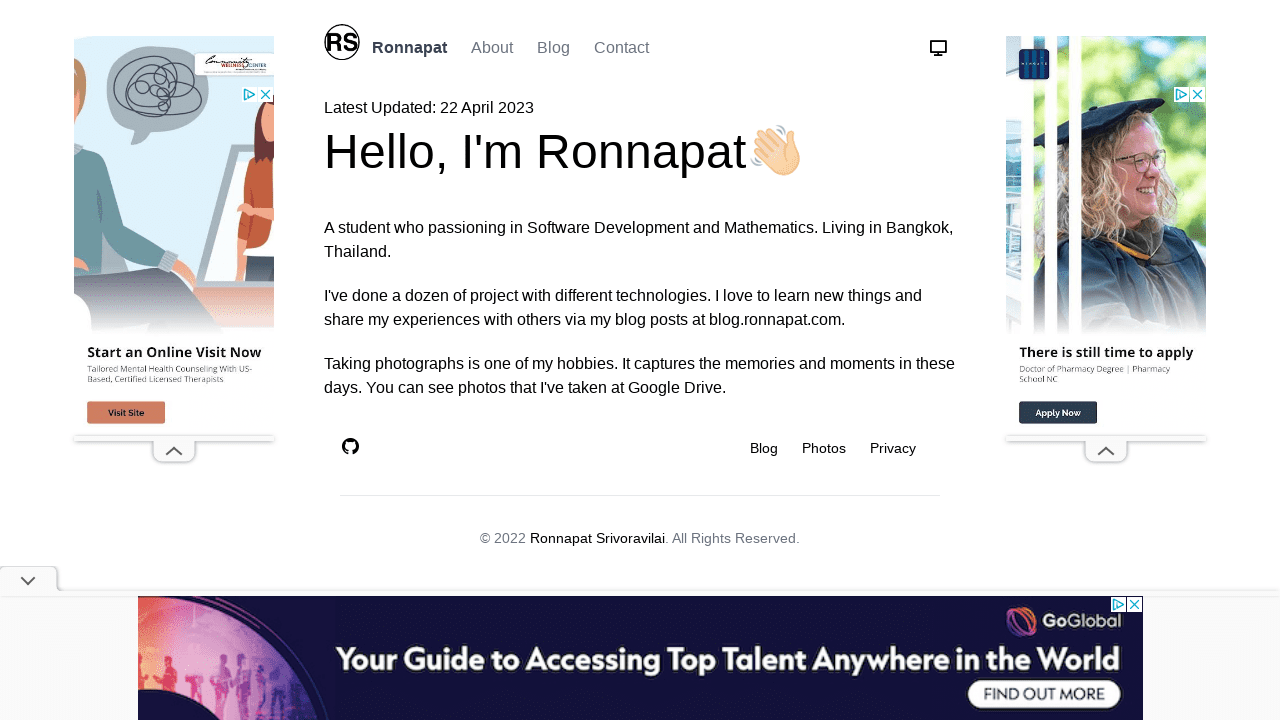 RS
Ronnapat
About
Blog
Contact
Latest Updated: 22 April 2023
Hello, I'm Ronnapat
A student who passioning in Software Development and Mathematics. Living in Bangkok,
Thailand.
I've done a dozen of project with different technologies. I love to learn new things and
share my experiences with others via my blog posts at blog.ronnapat.com.
Taking photographs is one of my hobbies. It captures the memories and moments in these
days. You can see photos that I've taken at Google Drive.
Blog
Photos
Privacy
© 2022 Ronnapat Srivoravilai. All Rights Reserved.
Community
WELLNESS CENTER
Start an Online Visit Now
Tailored Mental Health Counseling With US-
Based, Certified Licensed Therapists
Visit Site
There is still time to apply
Doctor of Pharmacy Degree | Pharmacy
School NC
Apply Now
GoGlobal
Your Guide to Accessing Top Talent Anywhere in the World
FIND OUT MORE